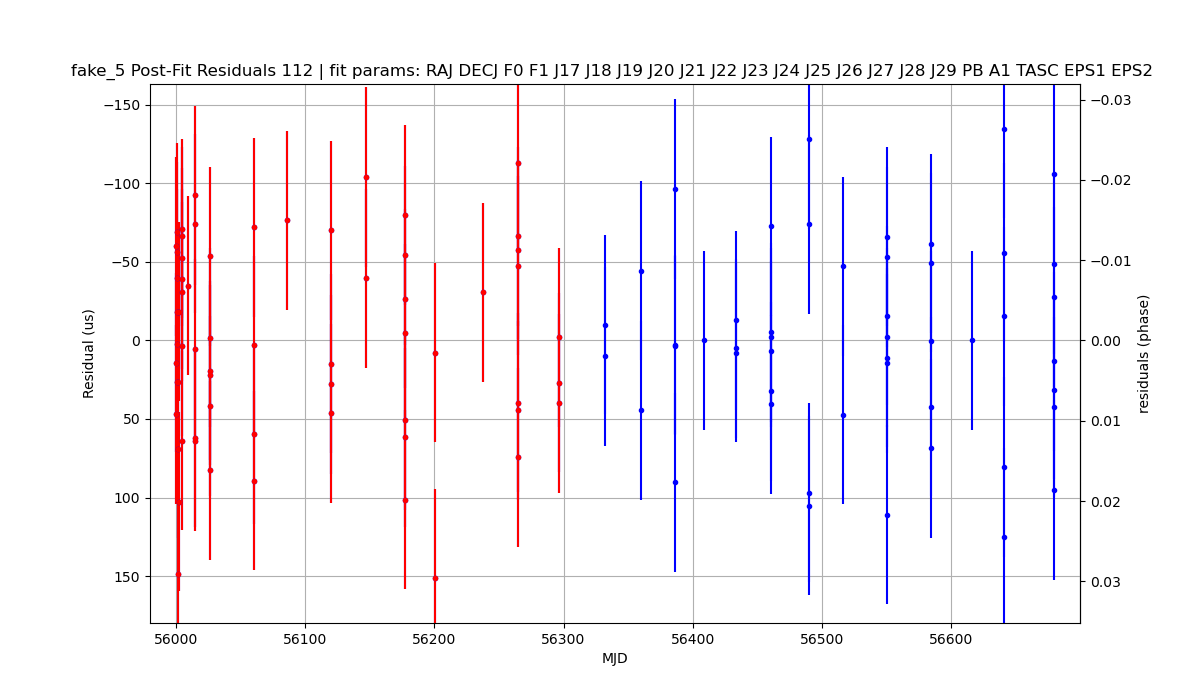 fake_5 Post-Fit Residuals 112 | fit params: RAJ DECJ F0 F1 J17 J18 J19 J20 J21 J22 J23 J24 J25 J26 J27 J28 J29 PB A1 TASC EPS1 EPS2
−150
−100
−50
0
50
100
150
Residual (us)
−0.03
−0.02
−0.01
0.00
0.01
0.02
0.03
residuals (phase)
56000 56100 56200 56300 56400 56500 56600
MJD